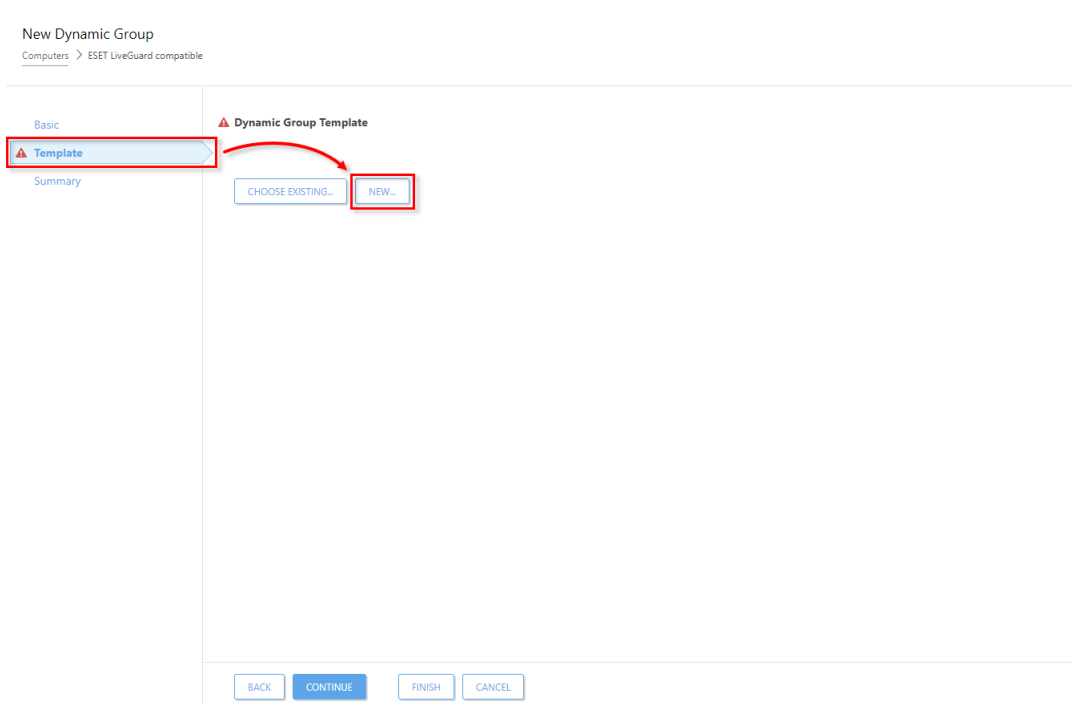 New Dynamic Group
Computers > ESET LiveGuard compatible
Basic
Template
Summary
Dynamic Group Template
CHOOSE EXISTING... NEW...
BACK CONTINUE FINISH CANCEL